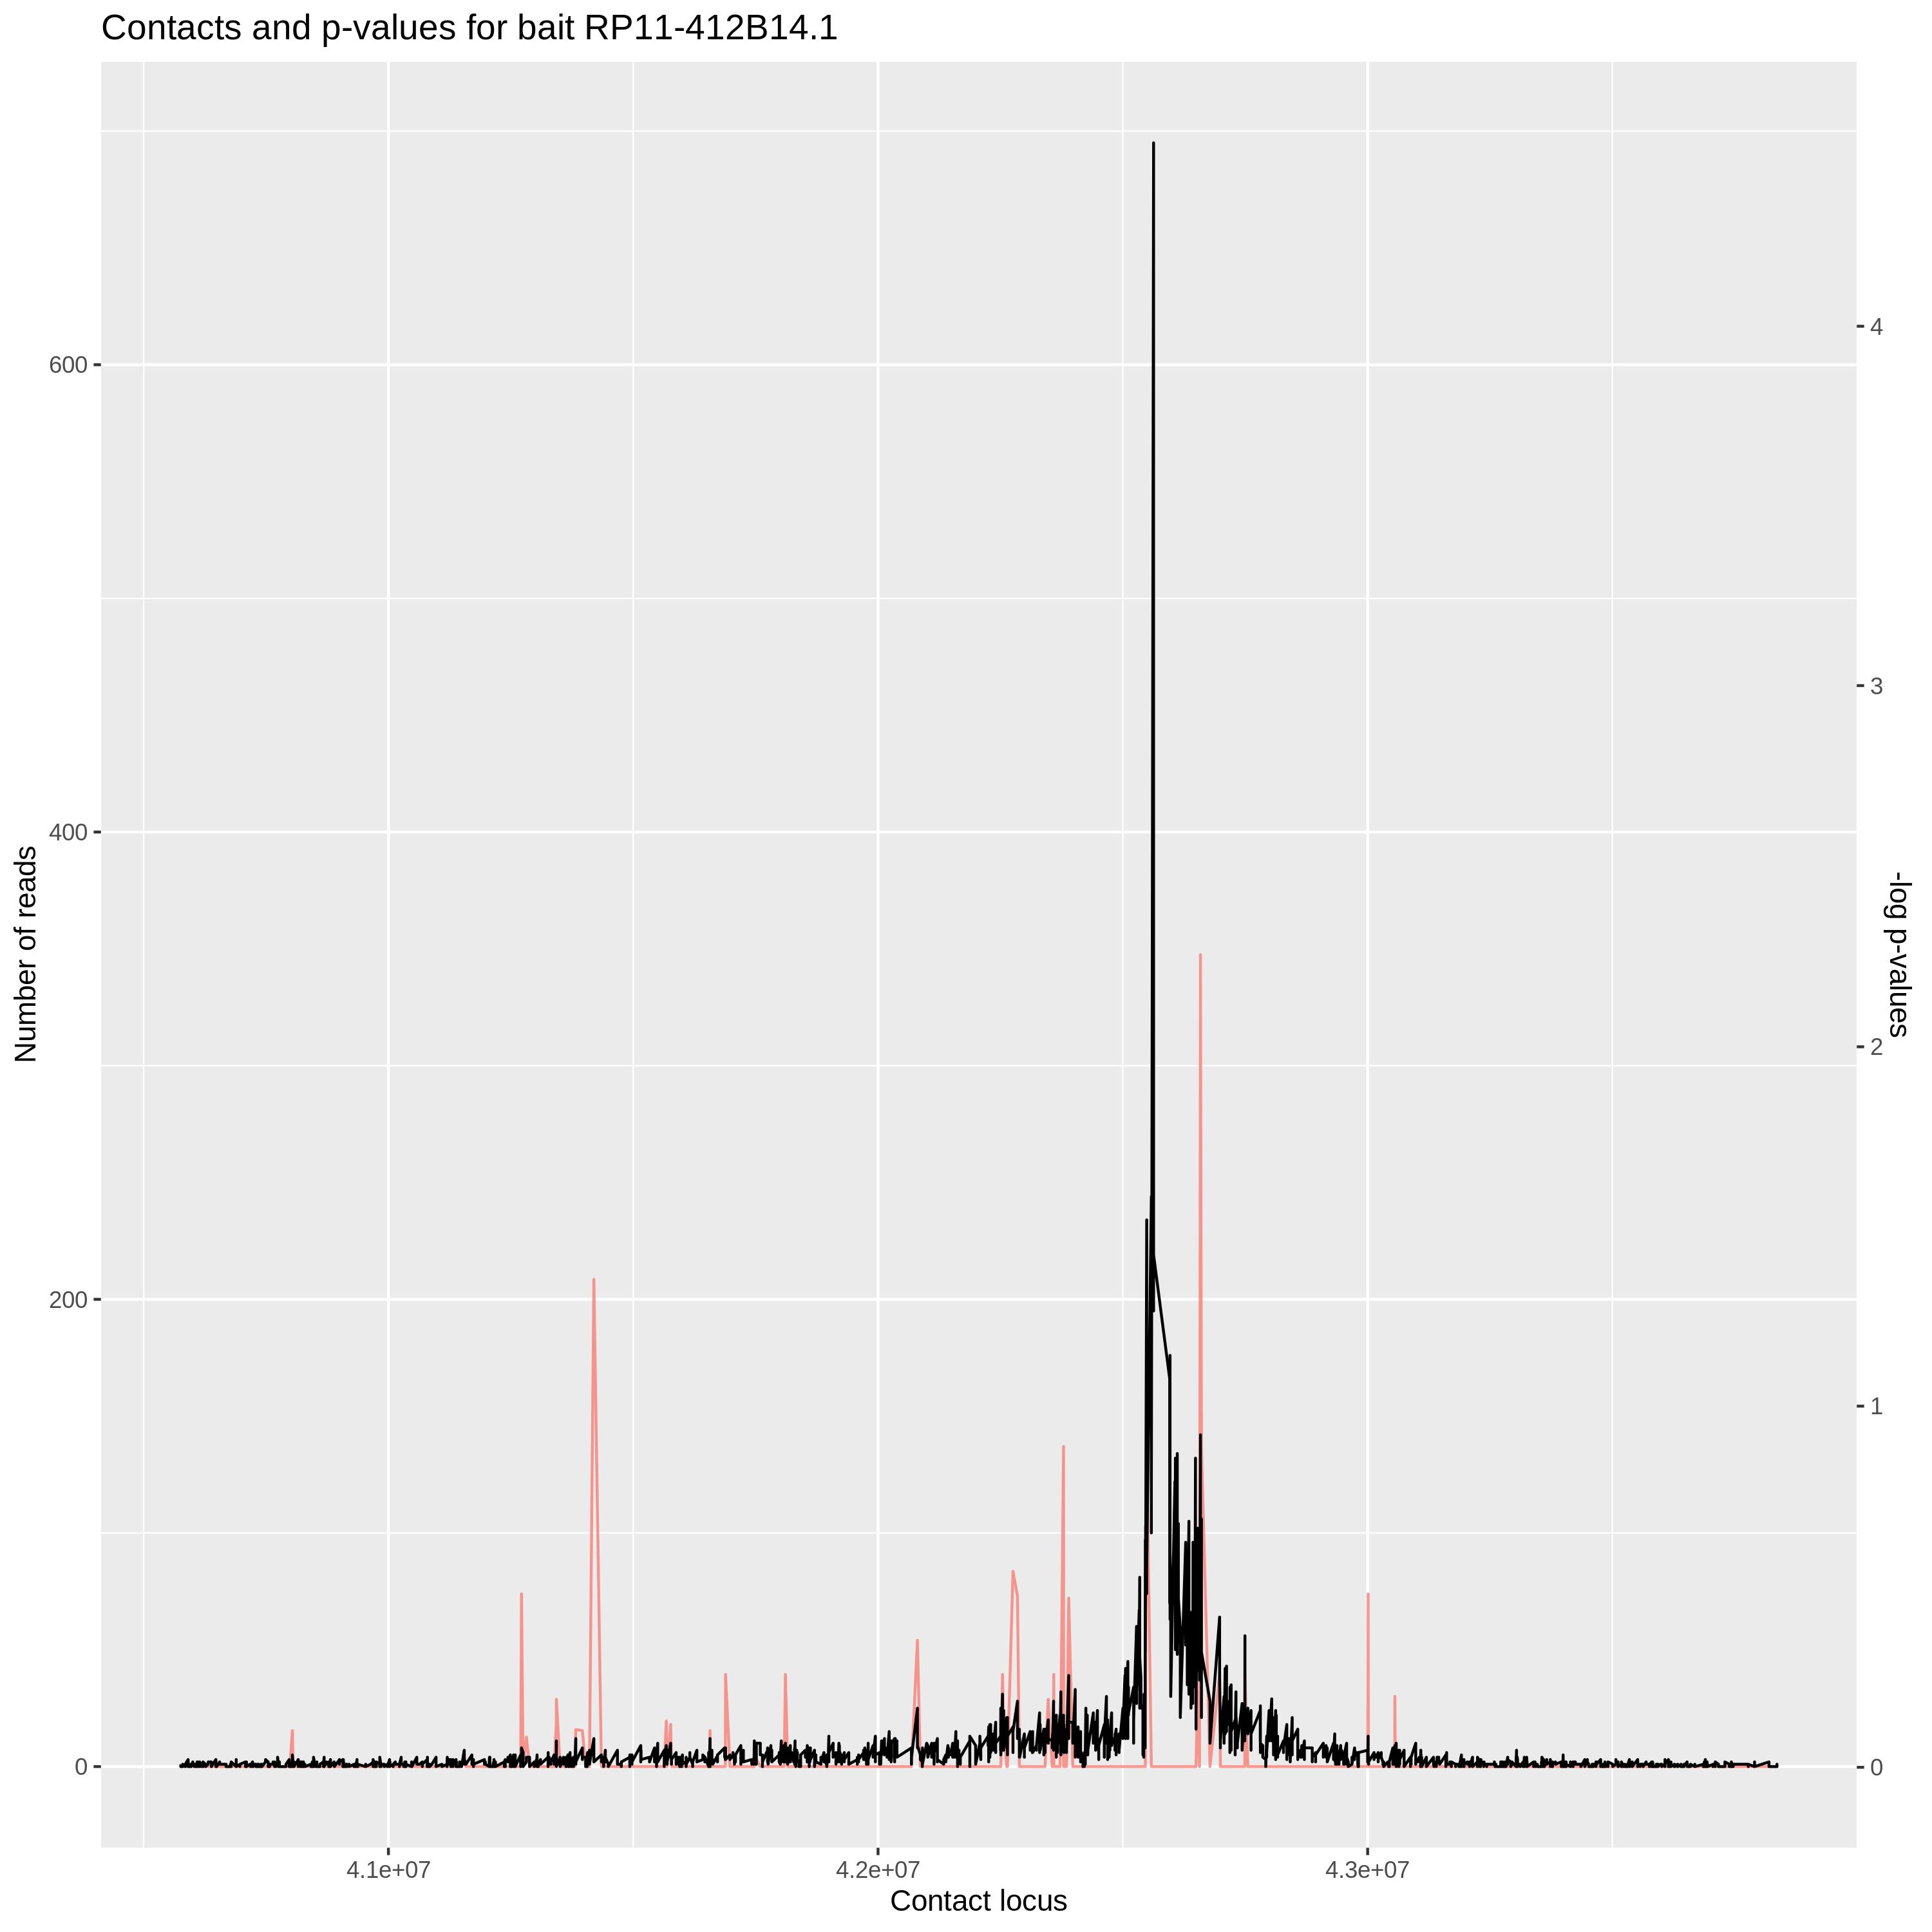 Contacts and p-values for bait RP11-412B14.1
600
400
200
0
Number of reads
4
3
2
1
0
-log p-values
4.1e+07
4.2e+07
4.3e+07
Contact locus